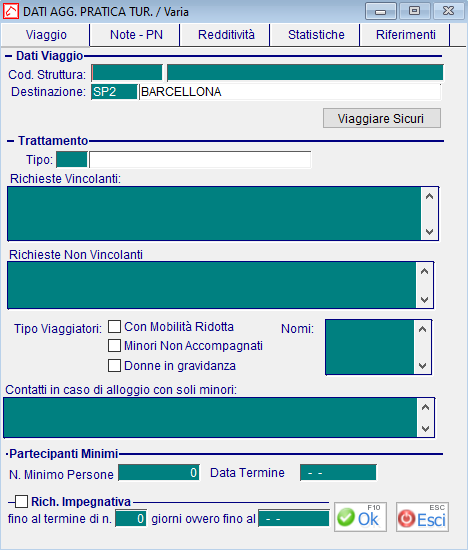 DATI AGG. PRATICA TUR. / Varia
Viaggio Note - PN Redditività Statistiche Riferimenti
Dati Viaggio
Cod. Struttura:
Destinazione: SP2 BARCELLONA
Viaggiare Sicuri
Trattamento
Tipo:
Richieste Vincolanti:
Richieste Non Vincolanti
Tipo Viaggiatori: Con Mobilità Ridotta Nomi:
Minori Non Accompagnati
Donne in gravidanza
Contatti in caso di alloggio con soli minori:
Partecipanti Minimi
N. Minimo Persone 0 Data Termine - -
Rich. Impegnativa
fino al termine di n. 0 giorni ovvero fino al - -
F10 Ok ESC Esci